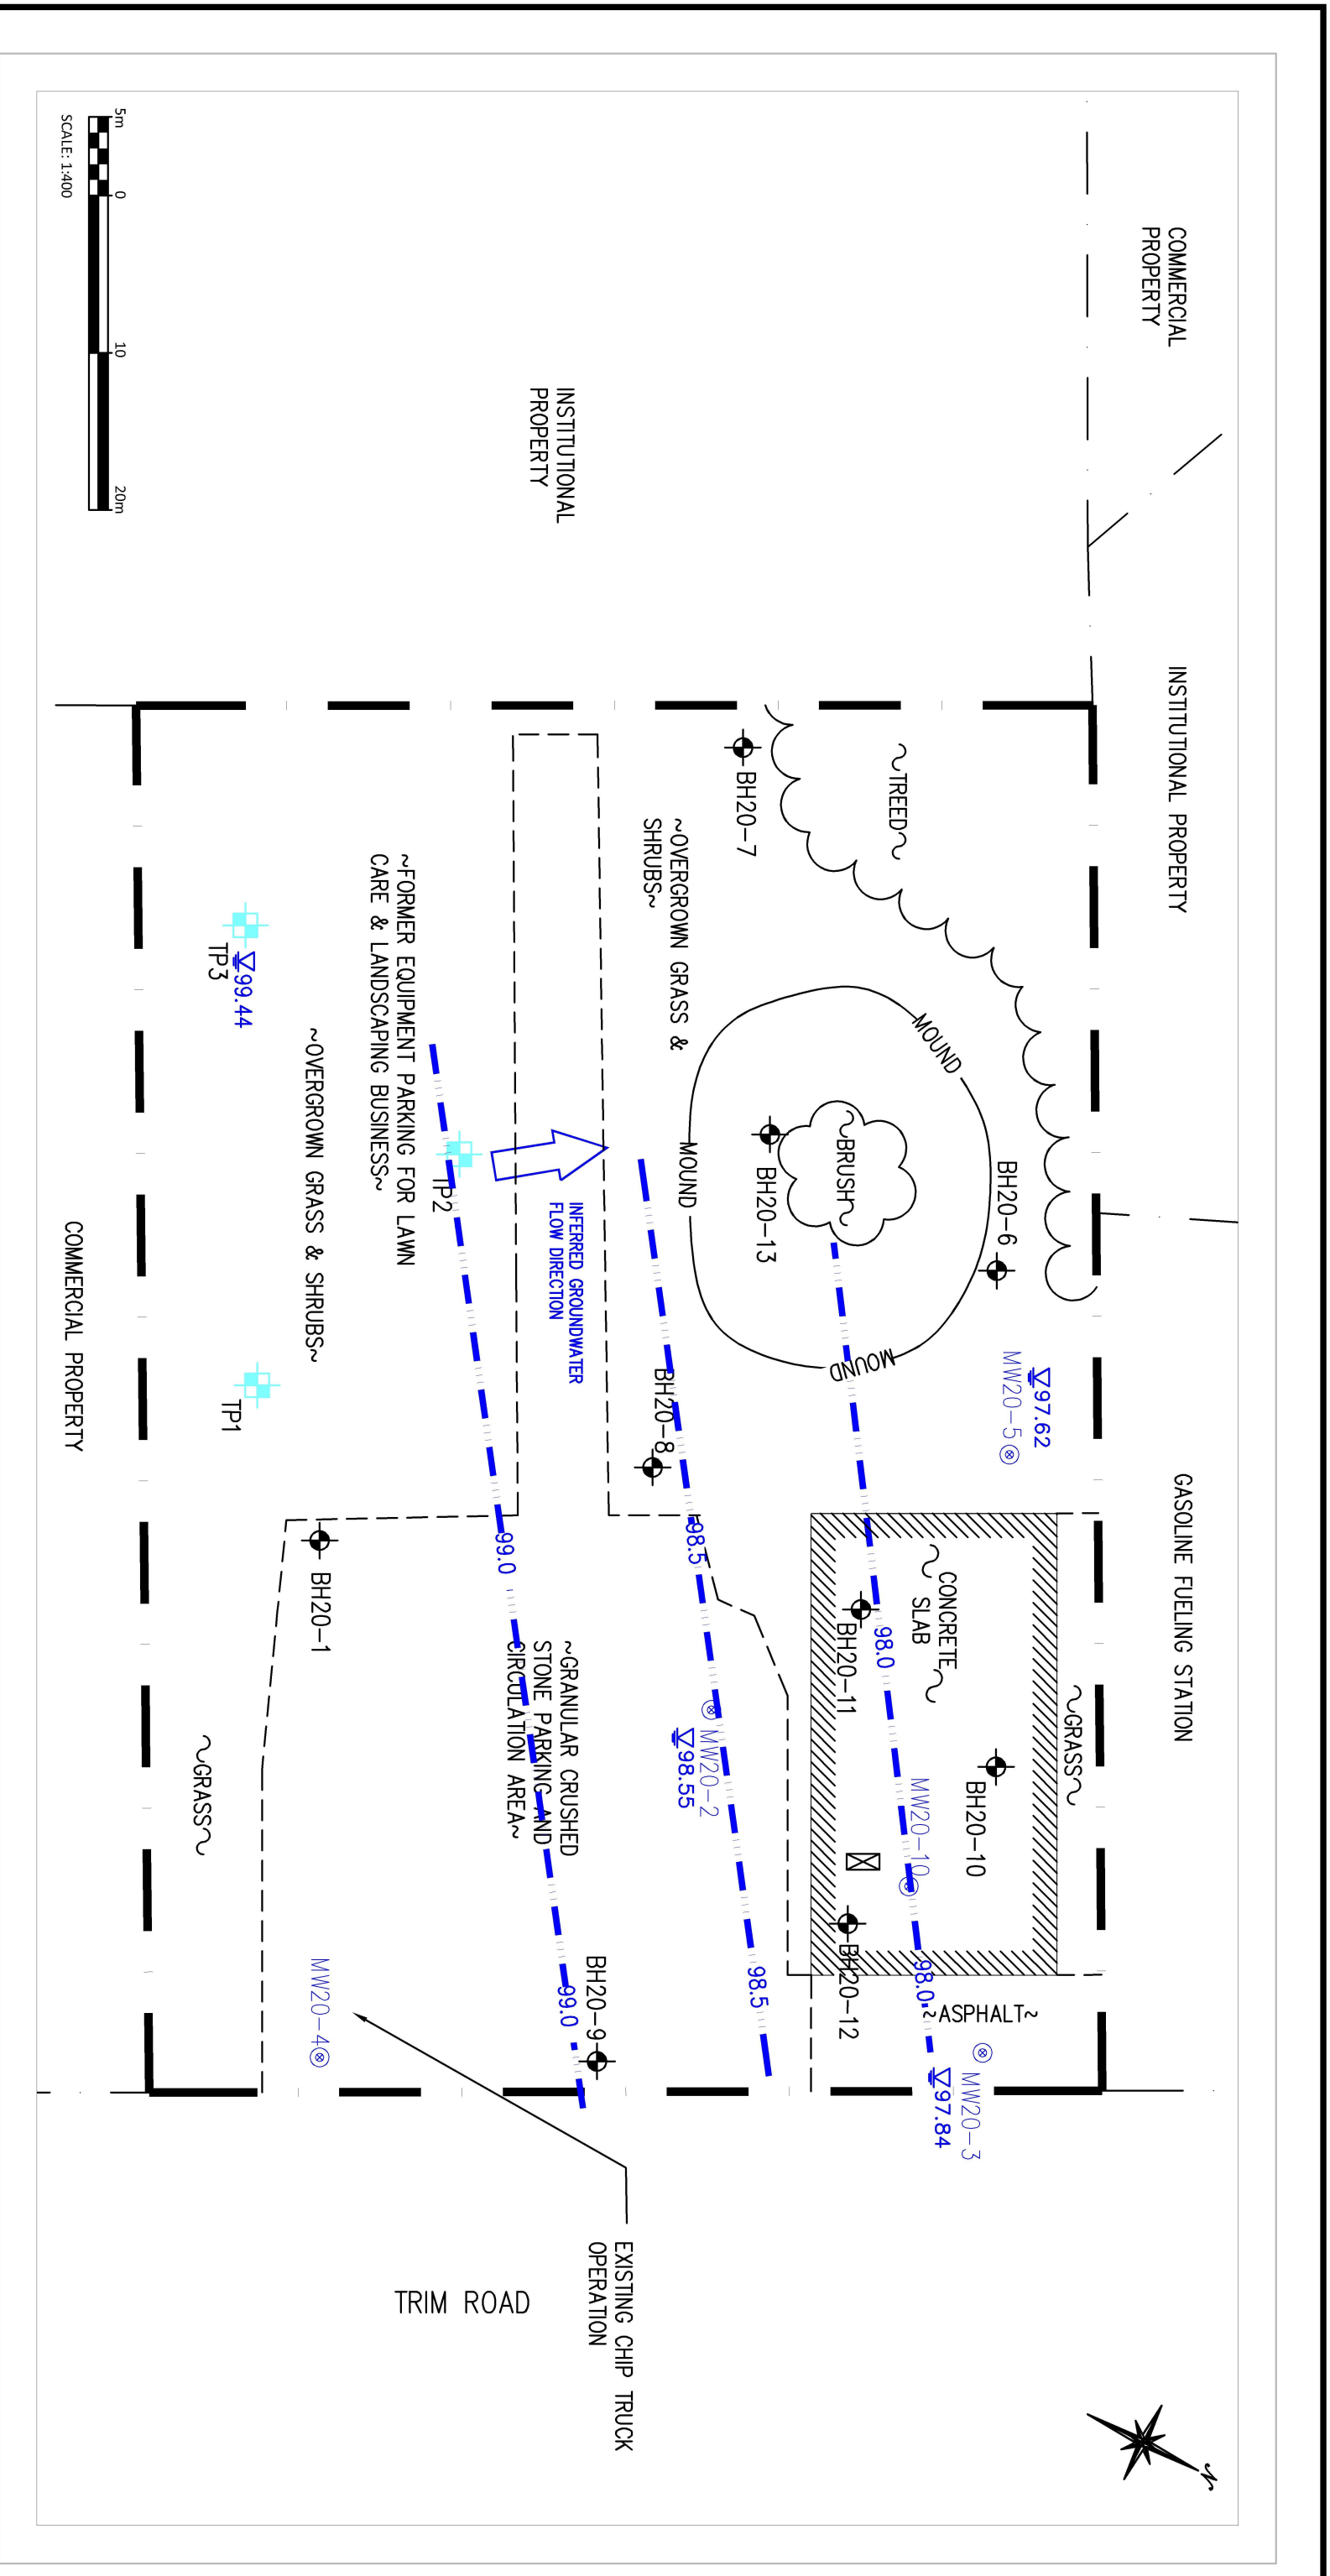 COMMERCIAL
PROPERTY
INSTITUTIONAL PROPERTY
GASOLINE FUELING STATION
~TREED~
~GRASS~
MOUND
BH20-6
▽97.62
MW20-5
CONCRETE
SLAB
BH20-10
MW20-10
98.0
98.0
~ASPHALT~
MW20-3
▽97.84
~BRUSH~
BH20-13
MOUND
BH20-11
BH20-12
BH20-7
~OVERGROWN GRASS &
SHRUBS~
MOUND
BH20-8
98.5
MW20-2
▽98.55
98.5
INSTITUTIONAL
PROPERTY
INFERRED GROUNDWATER
FLOW DIRECTION
~GRANULAR CRUSHED
STONE PARKING AND
CIRCULATION AREA~
BH20-9
99.0
99.0
TP2
~FORMER EQUIPMENT PARKING FOR LAWN
CARE & LANDSCAPING BUSINESS~
~OVERGROWN GRASS & SHRUBS~
BH20-1
MW20-4
EXISTING CHIP TRUCK
OPERATION
TRIM ROAD
▽99.44
TP3
TP1
~GRASS~
COMMERCIAL PROPERTY
5m 0 10 20m
SCALE: 1:400
N